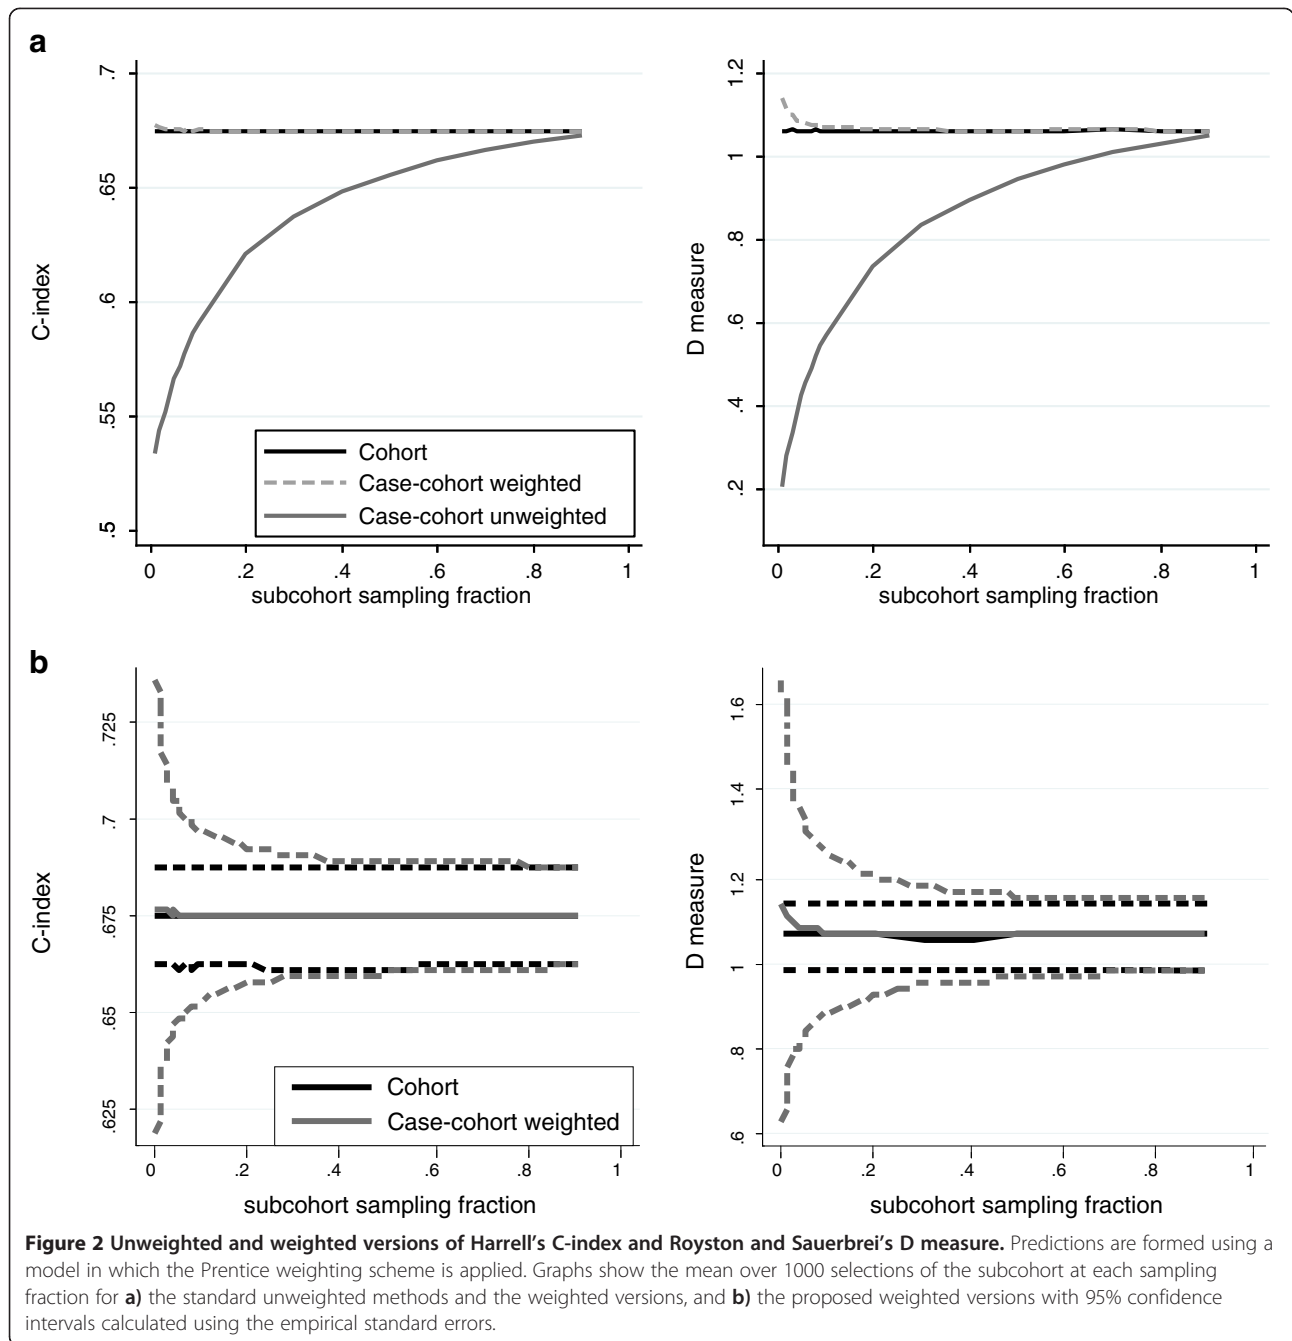 a
.7
.65
.6
.55
.5
C-index
0 .2 .4 .6 .8 1
subcohort sampling fraction
Cohort
Case-cohort weighted
Case-cohort unweighted
1.2
1
.8
.6
.4
.2
D measure
0 .2 .4 .6 .8 1
subcohort sampling fraction
b
.725
.7
.675
.65
.625
C-index
0 .2 .4 .6 .8 1
subcohort sampling fraction
Cohort
Case-cohort weighted
1.6
1.4
1.2
1
.8
.6
D measure
0 .2 .4 .6 .8 1
subcohort sampling fraction
Figure 2 Unweighted and weighted versions of Harrell's C-index and Royston and Sauerbrei's D measure. Predictions are formed using a
model in which the Prentice weighting scheme is applied. Graphs show the mean over 1000 selections of the subcohort at each sampling
fraction for a) the standard unweighted methods and the weighted versions, and b) the proposed weighted versions with 95% confidence
intervals calculated using the empirical standard errors.